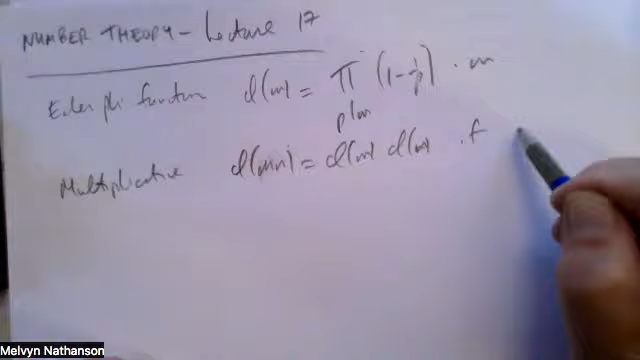 NUMBER THEORY - Lecture 17
Euler phi function φ(m) = ∏ (1 - 1/p) · m
p|m
Multiplicative φ(mn) = φ(m) φ(n) if
Melvyn Nathanson